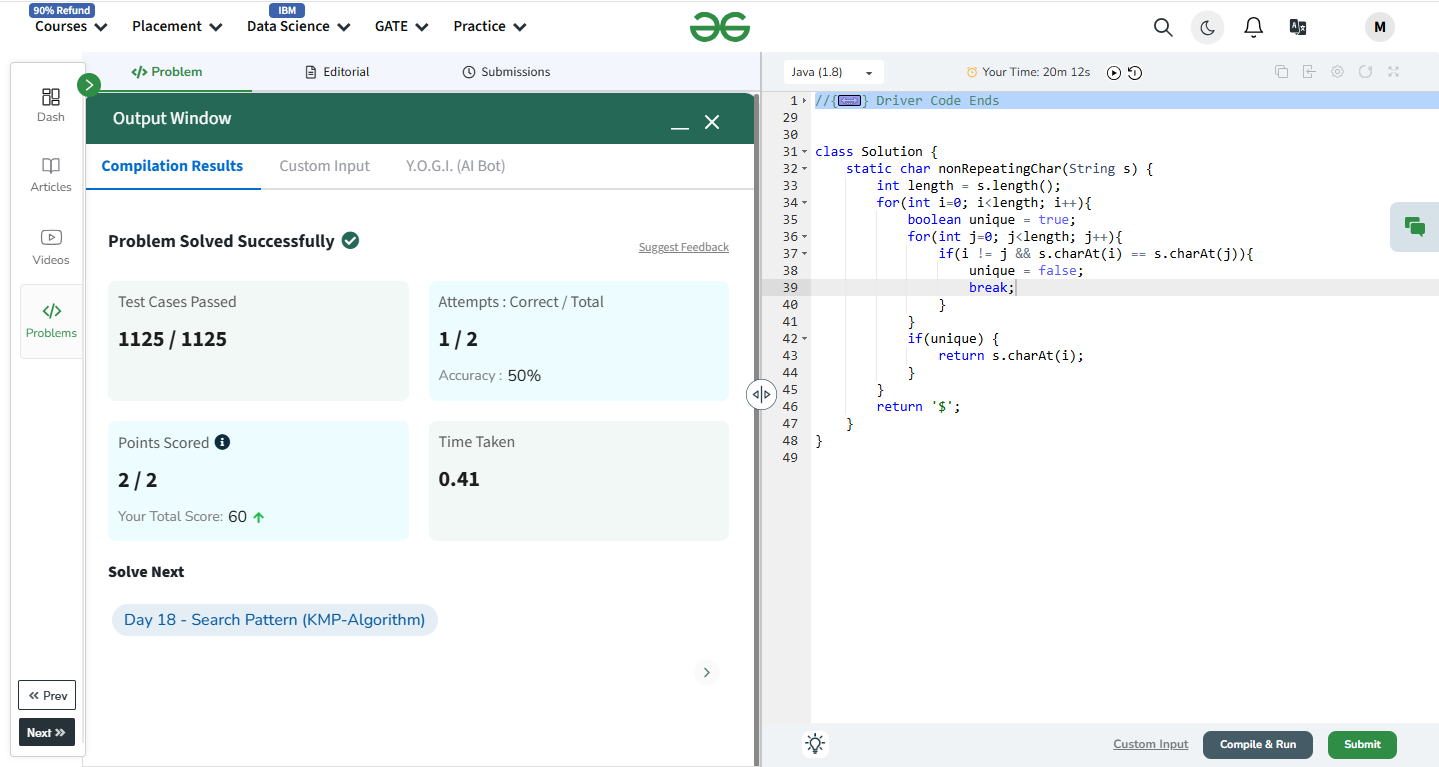 90% Refund
IBM
Courses
Placement
Data Science
GATE
Practice
M
Problem
Editorial
Submissions
Java (1.8)
Your Time: 20m 12s
Dash
Articles
Videos
Problems
Prev
Next
Output Window
Compilation Results
Custom Input
Y.O.G.I. (AI Bot)
Problem Solved Successfully
Suggest Feedback
Test Cases Passed
1125 / 1125
Attempts : Correct / Total
1 / 2
Accuracy : 50%
Points Scored
2 / 2
Your Total Score: 60
Time Taken
0.41
Solve Next
Day 18 - Search Pattern (KMP-Algorithm)
1 //{} Driver Code Ends
29
30
31 class Solution {
32 static char nonRepeatingChar(String s) {
33 int length = s.length();
34 for(int i=0; i<length; i++){
35 boolean unique = true;
36 for(int j=0; j<length; j++){
37 if(i != j && s.charAt(i) == s.charAt(j)){
38 unique = false;
39 break;
40 }
41 }
42 if(unique) {
43 return s.charAt(i);
44 }
45 }
46 return '$';
47 }
48 }
49
Custom Input
Compile & Run
Submit